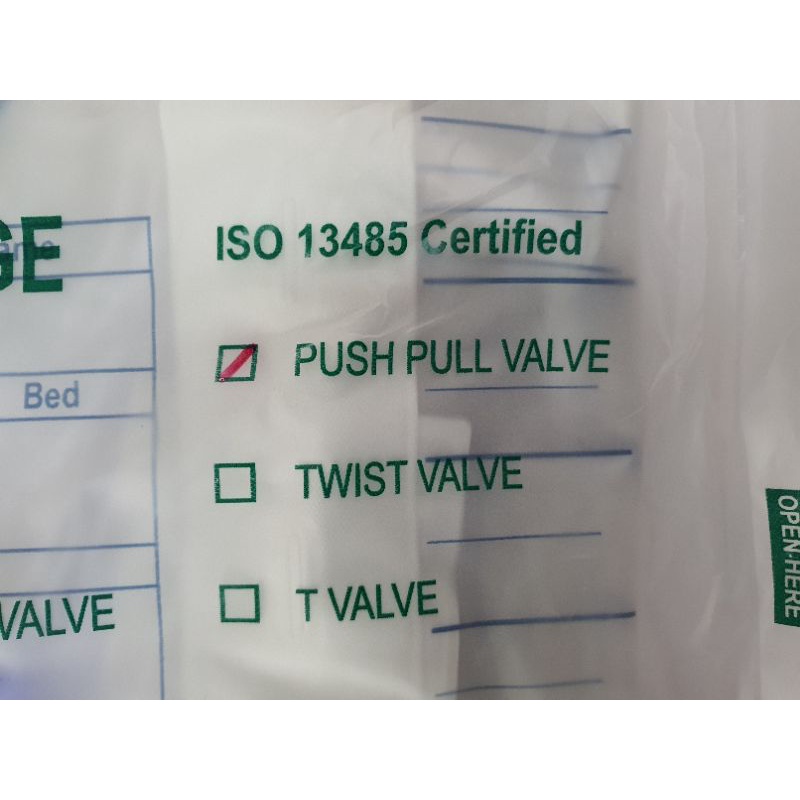 GE
ISO 13485 Certified
PUSH PULL VALVE
Bed
TWIST VALVE
T VALVE
VALVE
OPEN HERE